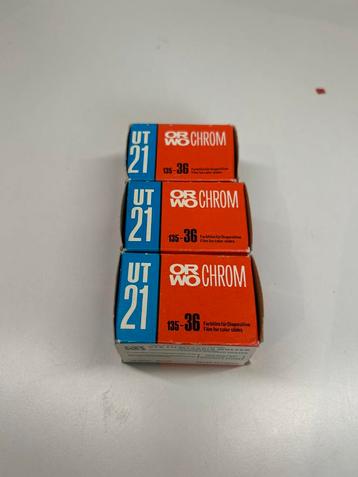 UT
21
ORWO CHROM
135-36 Farbfilm für Diapositive
Film for color slides
UT
21
ORWO CHROM
135-36 Farbfilm für Diapositive
Film for color slides
UT
21
ORWO CHROM
135-36 Farbfilm für Diapositive
Film for color slides